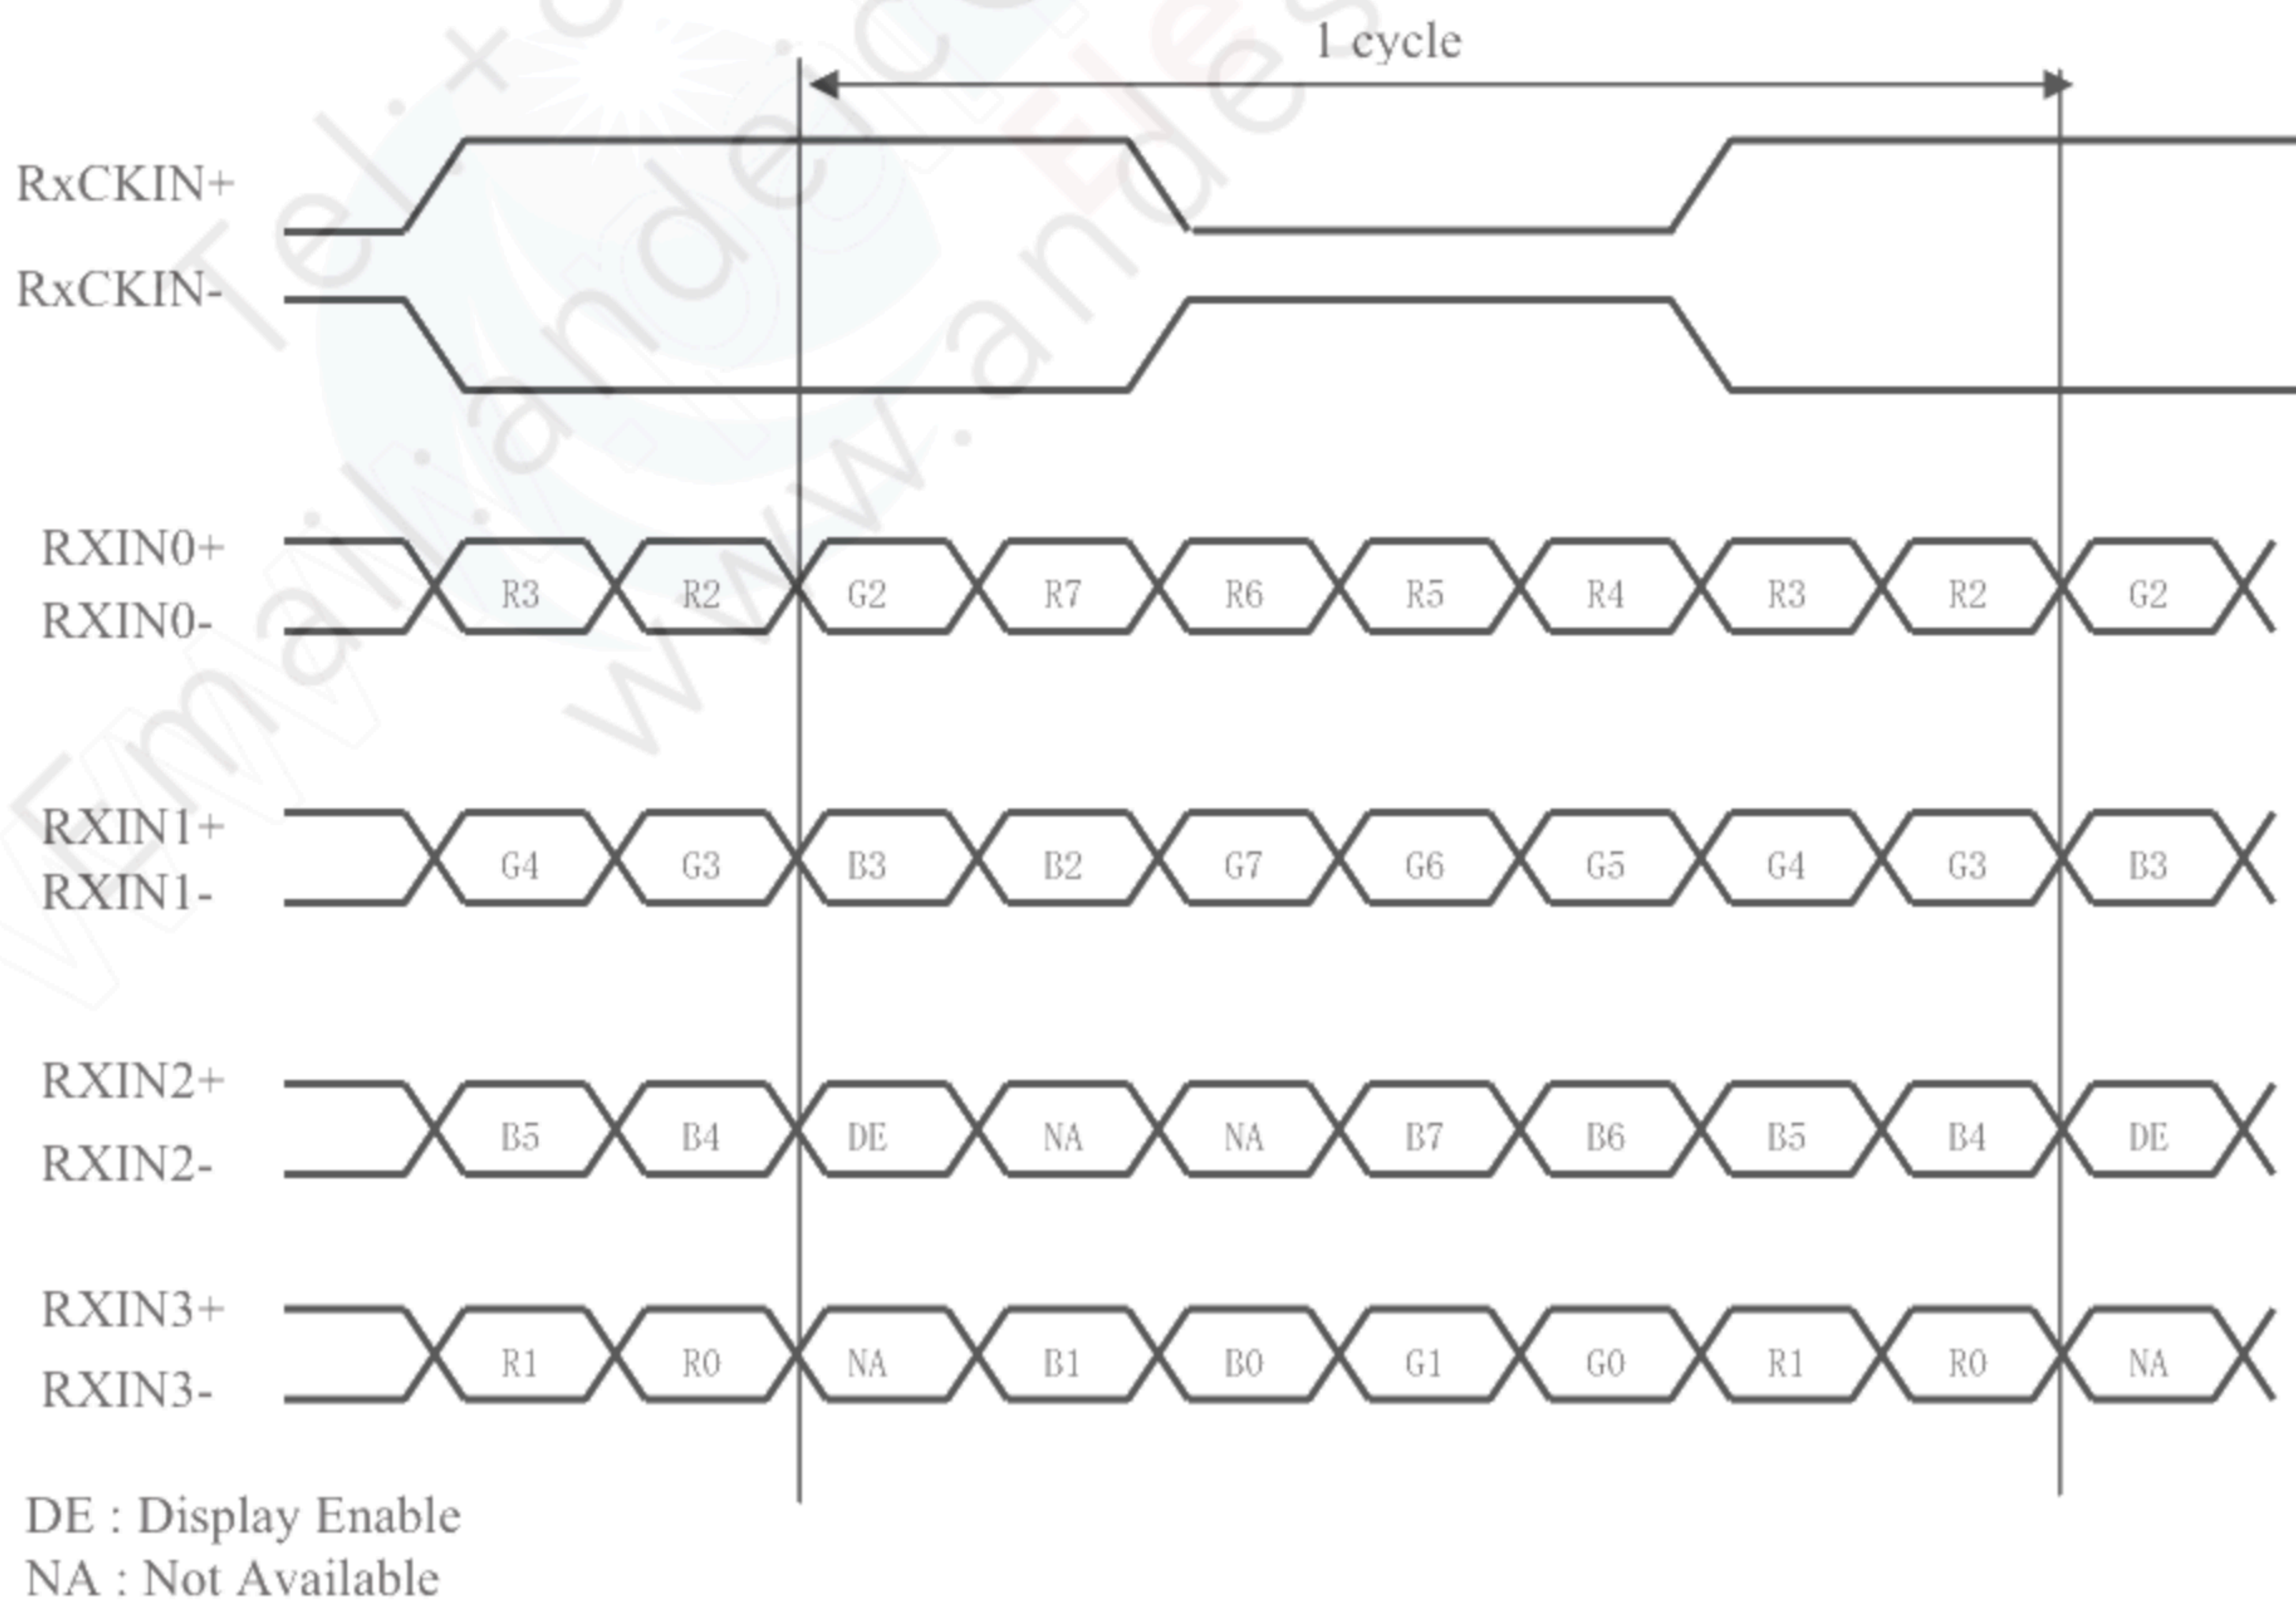 1 cycle
RxCKIN+
RxCKIN-
RXIN0+
R3 R2 G2 R7 R6 R5 R4 R3 R2 G2
RXIN0-
RXIN1+
G4 G3 B3 B2 G7 G6 G5 G4 G3 B3
RXIN1-
RXIN2+
B5 B4 DE NA NA B7 B6 B5 B4 DE
RXIN2-
RXIN3+
R1 R0 NA B1 B0 G1 G0 R1 R0 NA
RXIN3-
DE : Display Enable
NA : Not Available